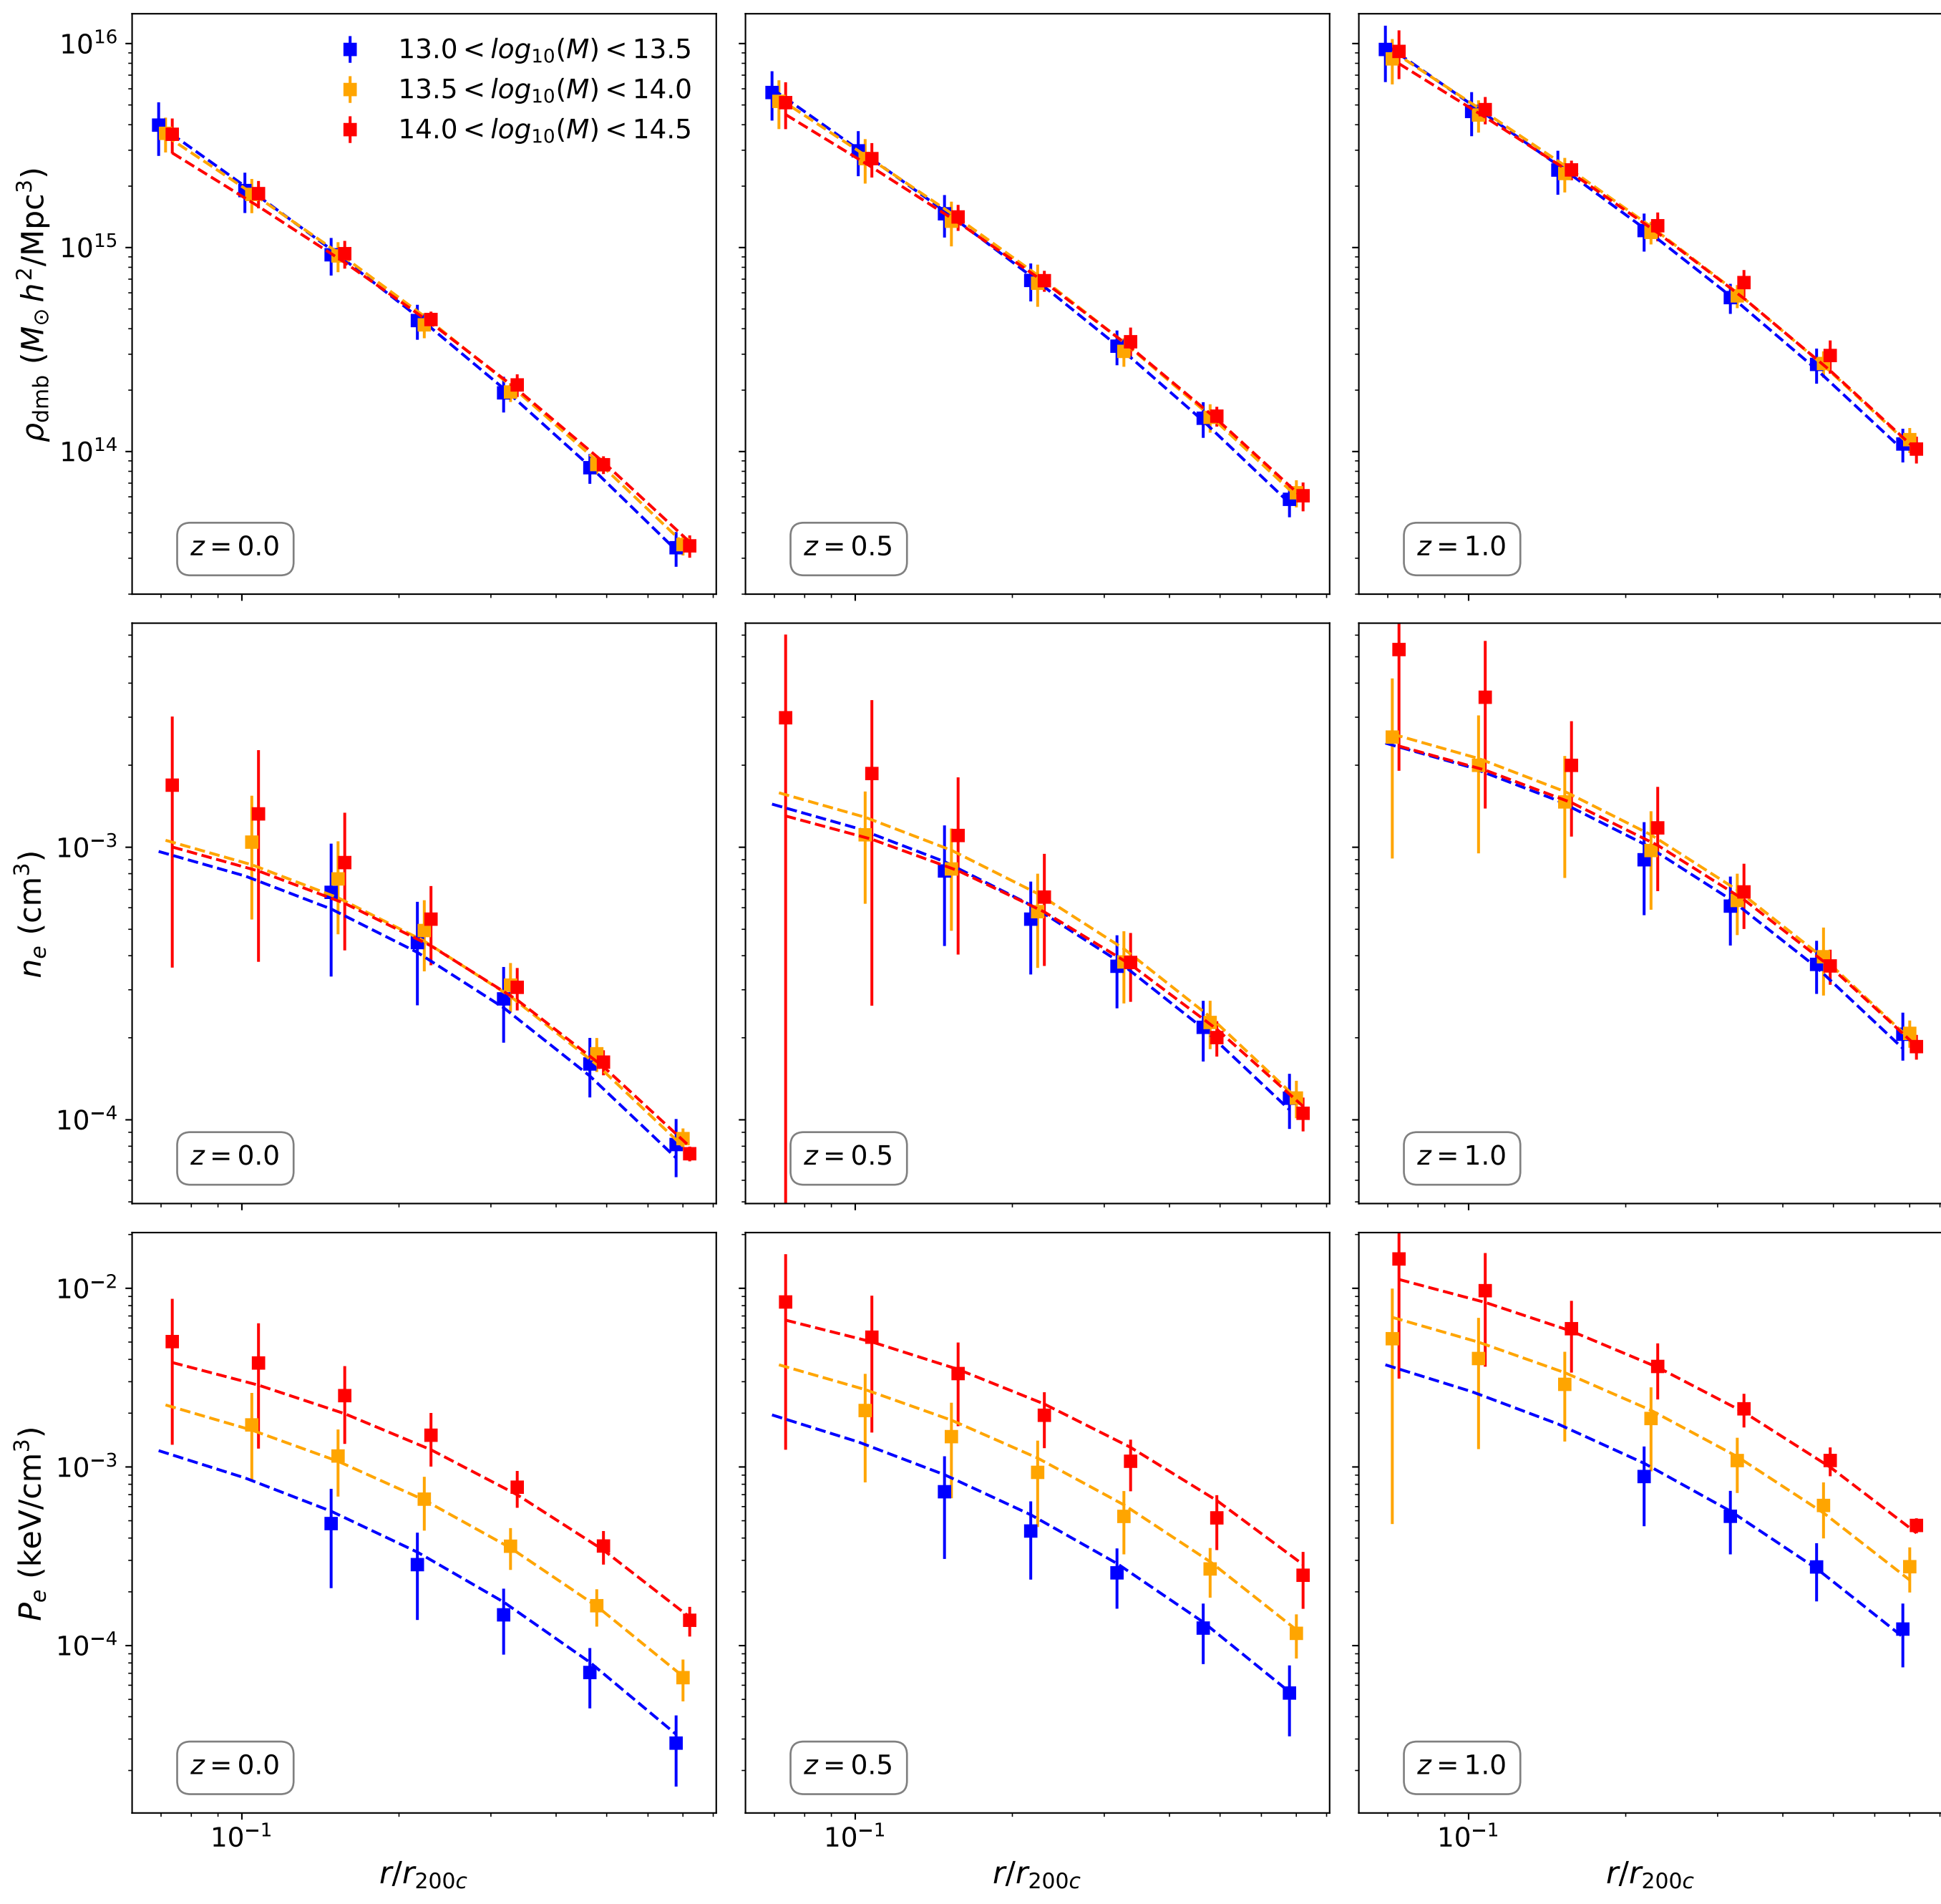 10^16
10^15
10^14
ρ_dmb (M_⊙ h^2/Mpc^3)
13.0 < log_10(M) < 13.5
13.5 < log_10(M) < 14.0
14.0 < log_10(M) < 14.5
z = 0.0
z = 0.5
z = 1.0
10^−3
10^−4
n_e (cm^3)
z = 0.0
z = 0.5
z = 1.0
10^−2
10^−3
10^−4
P_e (keV/cm^3)
z = 0.0
z = 0.5
z = 1.0
10^−1
10^−1
10^−1
r/r_200c
r/r_200c
r/r_200c